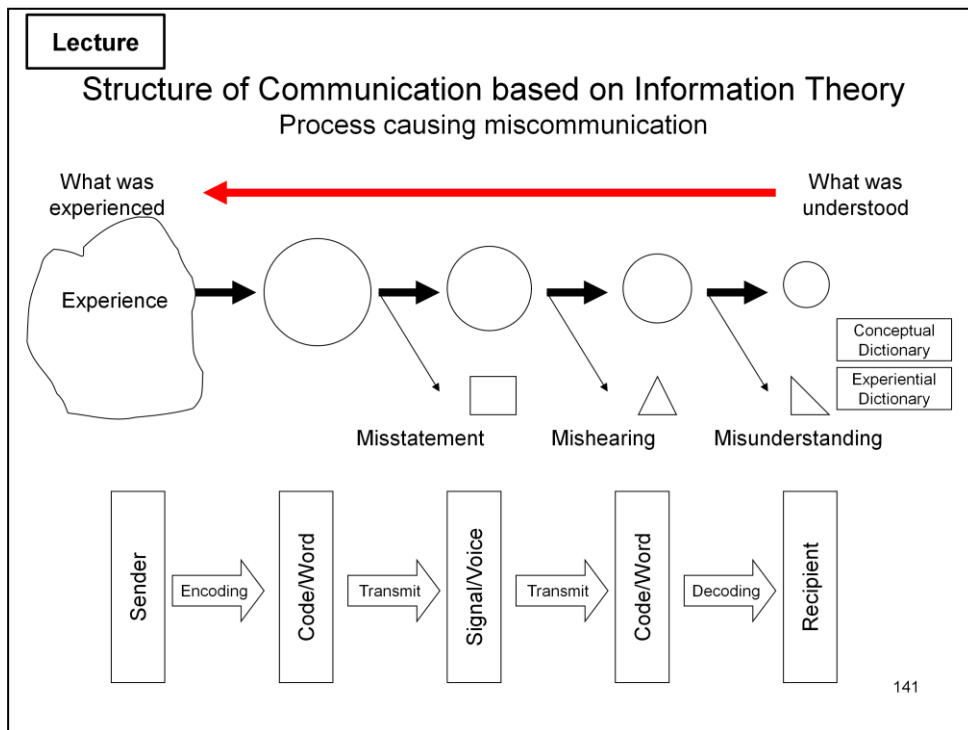 Lecture
Structure of Communication based on Information Theory
Process causing miscommunication
What was
experienced
What was
understood
Experience
Conceptual
Dictionary
Experiential
Dictionary
Misstatement
Mishearing
Misunderstanding
Sender
Encoding
Code/Word
Transmit
Signal/Voice
Transmit
Code/Word
Decoding
Recipient
141